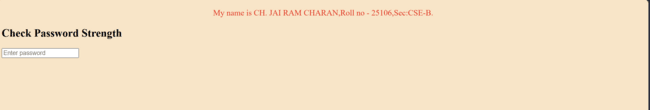 My name is CH. JAI RAM CHARAN,Roll no - 25106,Sec:CSE-B.
Check Password Strength
Enter password